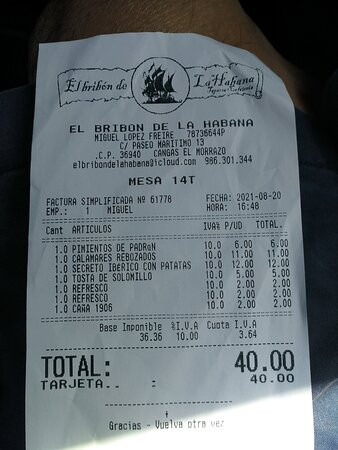 El bribón de La Habana
Taperia - Cafetería
EL BRIBON DE LA HABANA
MIGUEL LOPEZ FREIRE 78736644P
C/ PASEO MARITIMO 13
.C.P. 36940 CANGAS EL MORRAZO
elbribondelahabana@icloud.com 986.301.344
MESA 14T
FACTURA SIMPLIFICADA Nº 61778 FECHA: 2021-08-20
EMP.: 1 MIGUEL HORA: 16:48
Cant ARTICULOS IVA% P/UD TOTAL.
1.0 PIMIENTOS DE PADRóN 10.0 6.00 6.00
1.0 CALAMARES REBOZADOS 10.0 11.00 11.00
1.0 SECRETO IBERICO CON PATATAS 10.0 12.00 12.00
1.0 TOSTA DE SOLOMILLO 10.0 5.00 5.00
1.0 REFRESCO 10.0 2.00 2.00
1.0 REFRESCO 10.0 2.00 2.00
1.0 CAÑA 1906 10.0 2.00 2.00
Base Imponible %I.V.A Cuota I.V.A
36.36 10.00 3.64
TOTAL: 40.00
TARJETA.. : 40.00
Gracias - Vuelva otra vez